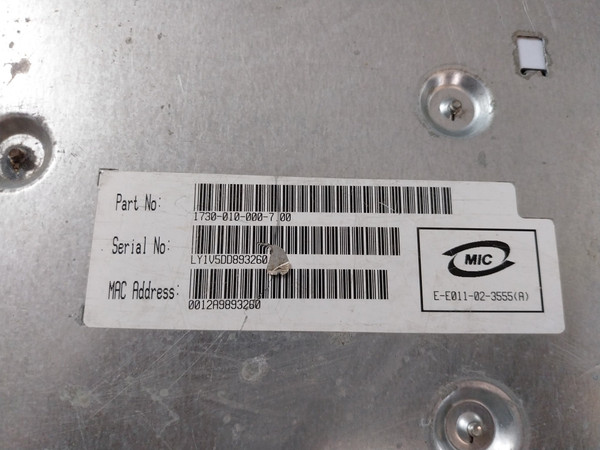 Part No:
1730-010-000-7.00
Serial No:
LY1V5DD893260
MAC Address:
0012A9893260
MIC
E-E011-02-3555(A)